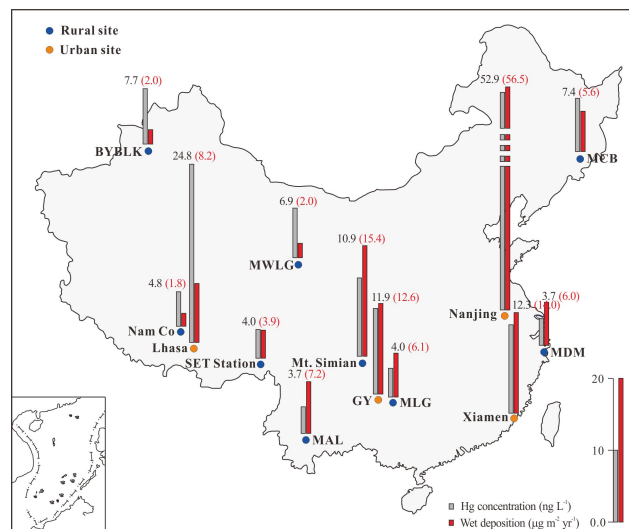 Rural site
Urban site
7.7 (2.0)
BYBLK
24.8 (8.2)
52.9 (56.5)
7.4 (5.6)
MCB
6.9 (2.0)
MWLG
10.9 (15.4)
4.8 (1.8)
Nam Co
Lhasa
4.0 (3.9)
SET Station
Mt. Simian
11.9 (12.6)
GY
4.0 (6.1)
MLG
Nanjing
12.3
3.7 (6.0)
MDM
3.7 (7.2)
MAL
Xiamen
20
10
0.0
Hg concentration (ng L⁻¹)
Wet deposition (μg m⁻² yr⁻¹)